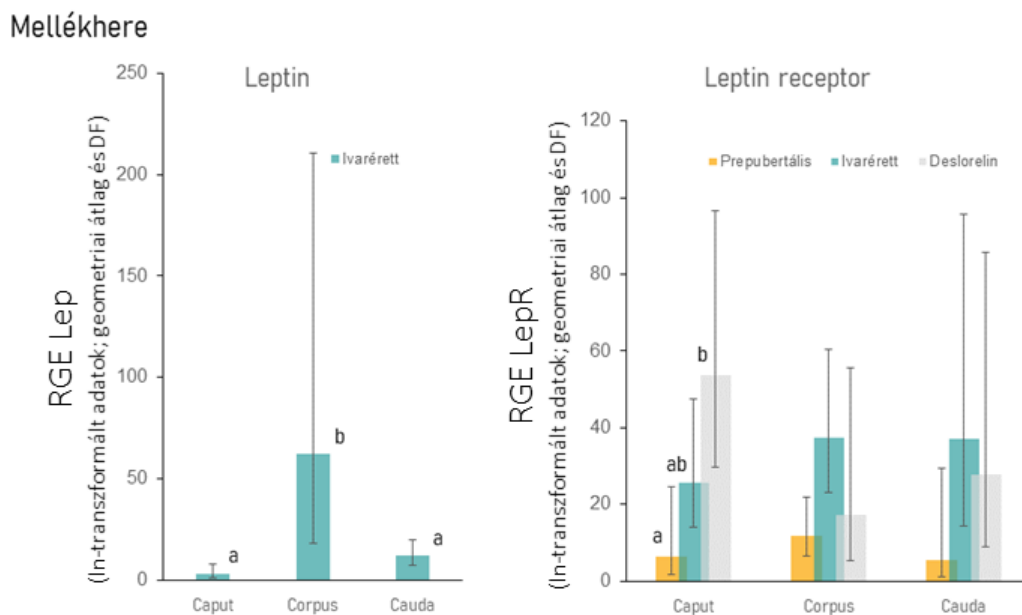 Mellékhere
Leptin
RGE Lep
(ln-transzformált adatok; geometriai átlag és DF)
250
200
150
100
50
0
Ivarérett
a
b
a
Caput
Corpus
Cauda
Leptin receptor
RGE LepR
(ln-transzformált adatok; geometriai átlag és DF)
120
100
80
60
40
20
0
Prepubertális
Ivarérett
Deslorelin
a
ab
b
Caput
Corpus
Cauda